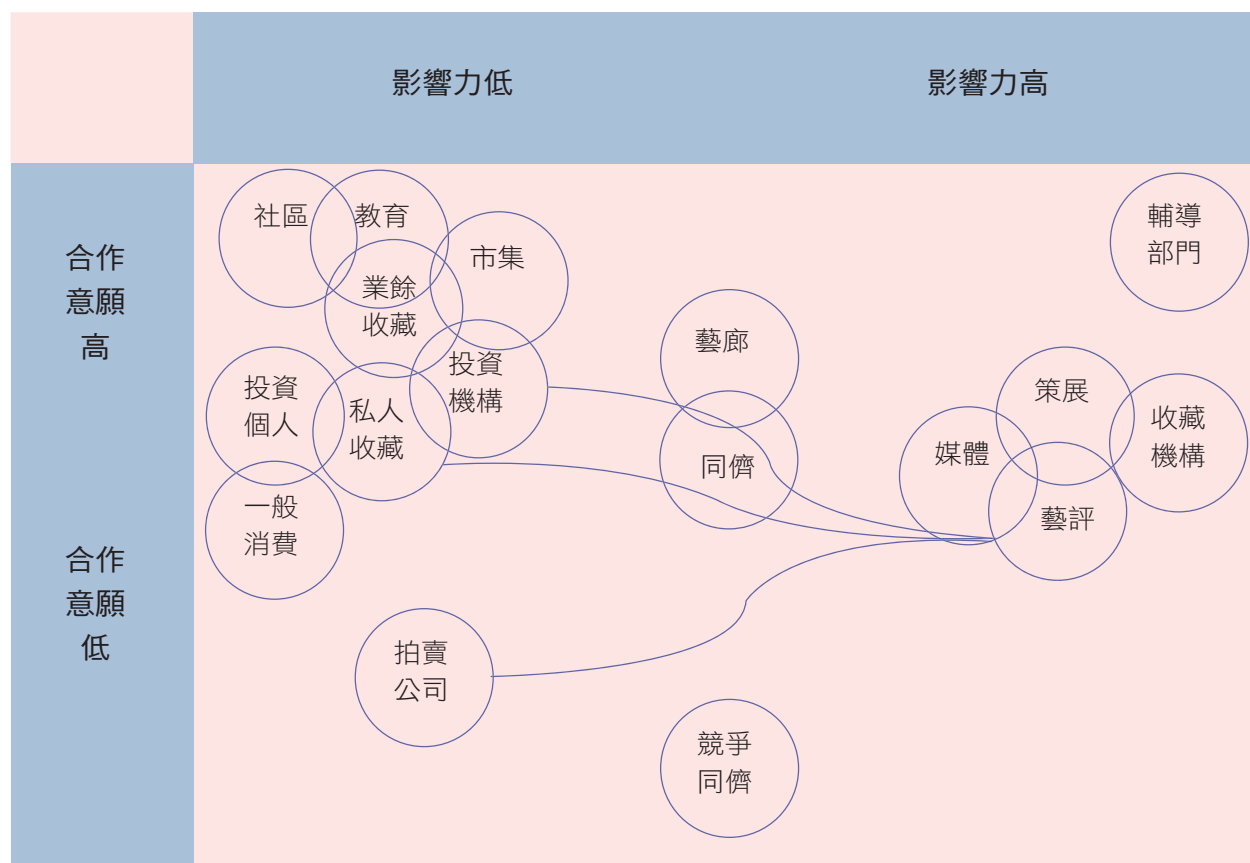 影響力低
影響力高
合作
意願
高
合作
意願
低
社區
教育
市集
業餘
收藏
投資
機構
投資
個人
私人
收藏
一般
消費
藝廊
同儕
輔導
部門
策展
收藏
機構
媒體
藝評
拍賣
公司
競爭
同儕